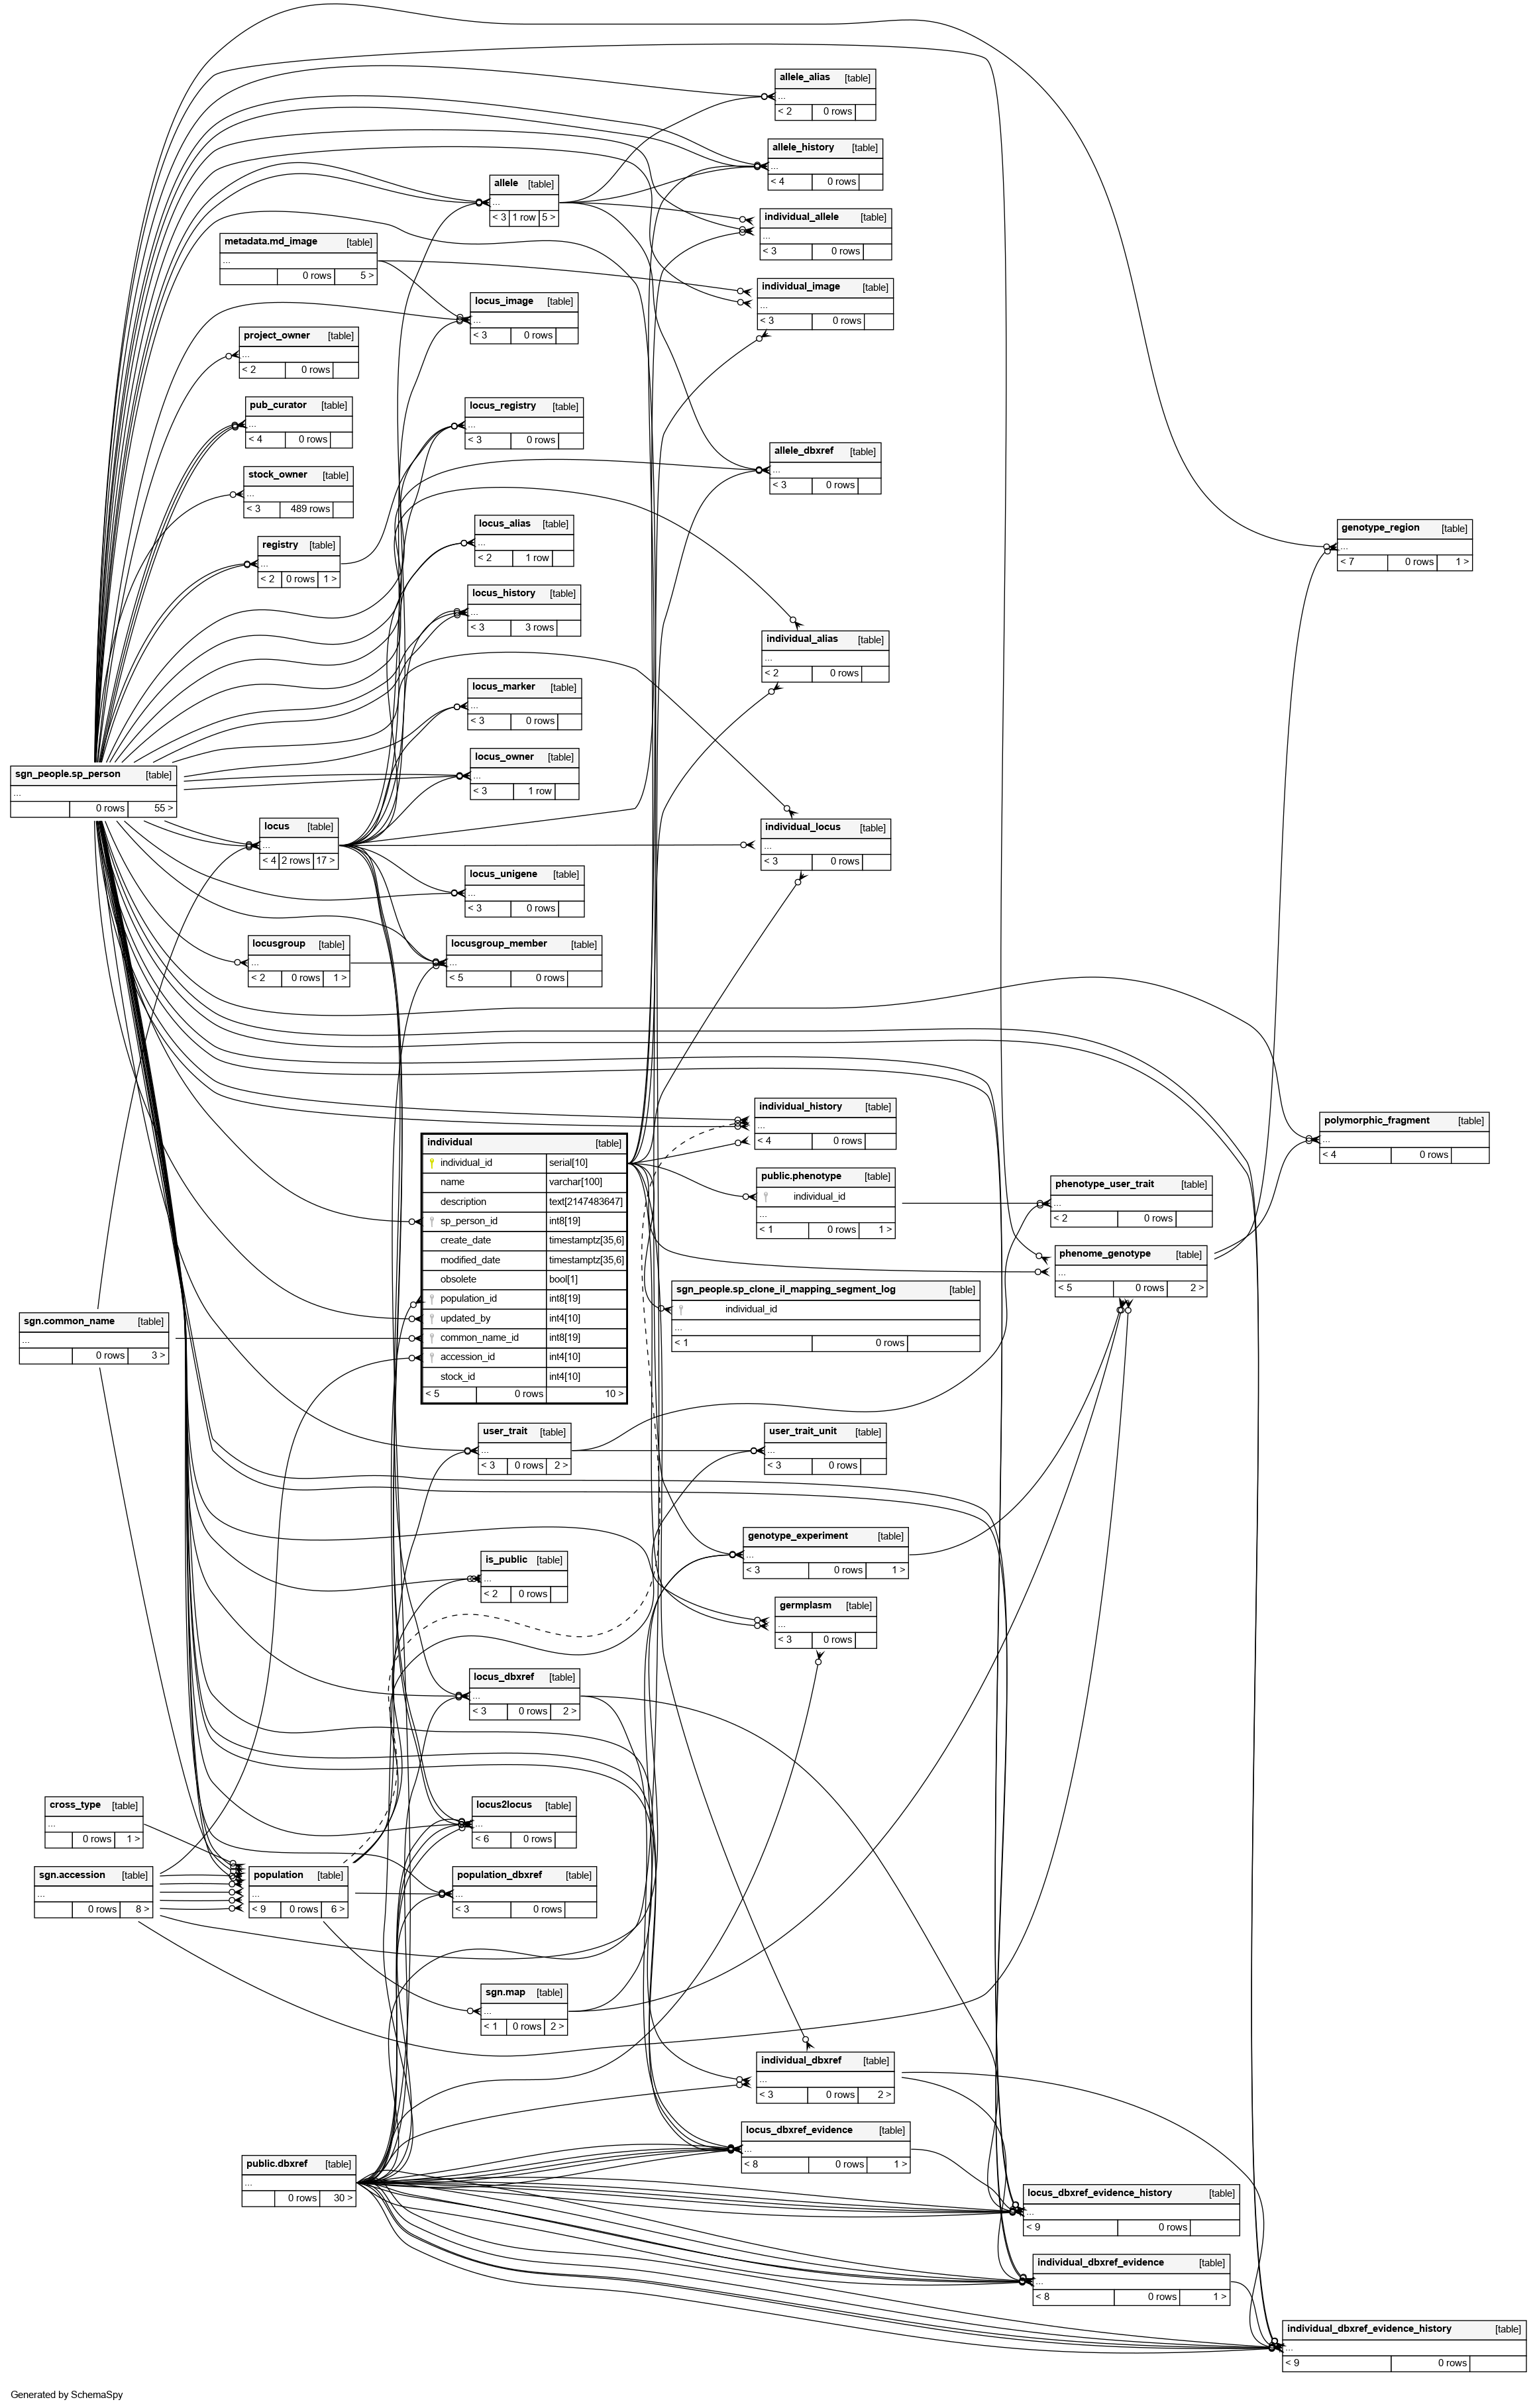 allele_alias [table]
...
< 2 0 rows
allele_history [table]
...
< 4 0 rows
allele [table]
...
< 3 1 row 5 >
individual_allele [table]
...
< 3 0 rows
metadata.md_image [table]
...
0 rows 5 >
individual_image [table]
...
< 3 0 rows
locus_image [table]
...
< 3 0 rows
project_owner [table]
...
< 2 0 rows
pub_curator [table]
...
< 4 0 rows
locus_registry [table]
...
< 3 0 rows
allele_dbxref [table]
...
< 3 0 rows
stock_owner [table]
...
< 3 489 rows
locus_alias [table]
...
< 2 1 row
genotype_region [table]
...
< 7 0 rows 1 >
registry [table]
...
< 2 0 rows 1 >
locus_history [table]
...
< 3 3 rows
individual_alias [table]
...
< 2 0 rows
locus_marker [table]
...
< 3 0 rows
locus_owner [table]
...
< 3 1 row
sgn_people.sp_person [table]
...
0 rows 55 >
locus [table]
...
< 4 2 rows 17 >
individual_locus [table]
...
< 3 0 rows
locus_unigene [table]
...
< 3 0 rows
locusgroup [table]
...
< 2 0 rows 1 >
locusgroup_member [table]
...
< 5 0 rows
individual_history [table]
...
< 4 0 rows
polymorphic_fragment [table]
...
< 4 0 rows
individual [table]
individual_id serial[10]
name varchar[100]
description text[2147483647]
sp_person_id int8[19]
create_date timestamptz[35,6]
modified_date timestamptz[35,6]
obsolete bool[1]
population_id int8[19]
updated_by int4[10]
common_name_id int8[19]
accession_id int4[10]
stock_id int4[10]
< 5 0 rows 10 >
public.phenotype [table]
individual_id
...
< 1 0 rows 1 >
phenotype_user_trait [table]
...
< 2 0 rows
phenome_genotype [table]
...
< 5 0 rows 2 >
sgn_people.sp_clone_il_mapping_segment_log [table]
individual_id
...
< 1 0 rows
sgn.common_name [table]
...
0 rows 3 >
user_trait [table]
...
< 3 0 rows 2 >
user_trait_unit [table]
...
< 3 0 rows
genotype_experiment [table]
...
< 3 0 rows 1 >
is_public [table]
...
< 2 0 rows
germplasm [table]
...
< 3 0 rows
locus_dbxref [table]
...
< 3 0 rows 2 >
cross_type [table]
...
0 rows 1 >
locus2locus [table]
...
< 6 0 rows
sgn.accession [table]
...
0 rows 8 >
population [table]
...
< 9 0 rows 6 >
population_dbxref [table]
...
< 3 0 rows
sgn.map [table]
...
< 1 0 rows 2 >
individual_dbxref [table]
...
< 3 0 rows 2 >
locus_dbxref_evidence [table]
...
< 8 0 rows 1 >
public.dbxref [table]
...
0 rows 30 >
locus_dbxref_evidence_history [table]
...
< 9 0 rows
individual_dbxref_evidence [table]
...
< 8 0 rows 1 >
individual_dbxref_evidence_history [table]
...
< 9 0 rows
Generated by SchemaSpy